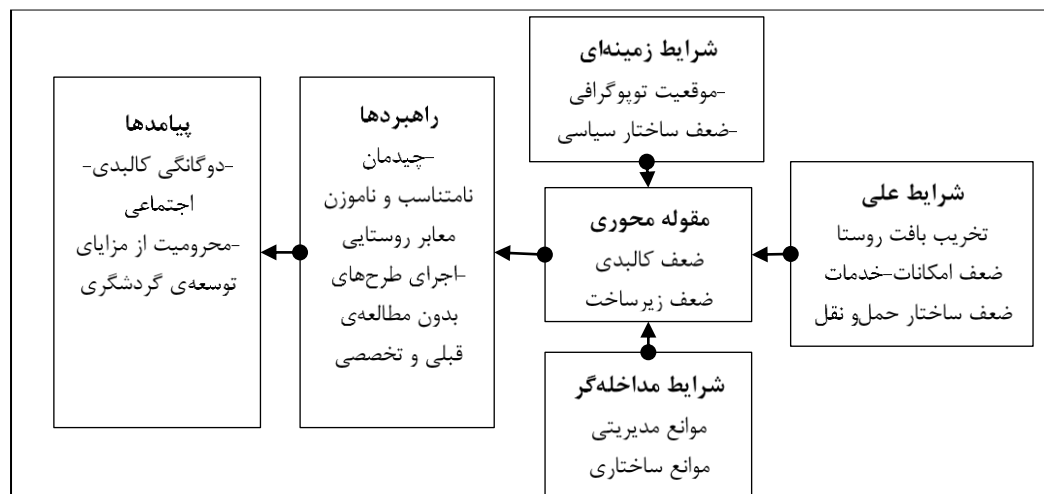 شرایط زمینه‌ای
-موقعیت توپوگرافی
-ضعف ساختار سیاسی
شرایط علی
تخریب بافت روستا
ضعف امکانات-خدمات
ضعف ساختار حمل‌و نقل
مقوله محوری
ضعف کالبدی
ضعف زیرساخت
شرایط مداخله‌گر
موانع مدیریتی
موانع ساختاری
راهبردها
-چیدمان
نامتناسب و ناموزن
معابر روستایی
-اجرای طرح‌های
بدون مطالعه‌ی
قبلی و تخصصی
پیامدها
-دوگانگی کالبدی-
اجتماعی
-محرومیت از مزایای
توسعه‌ی گردشگری